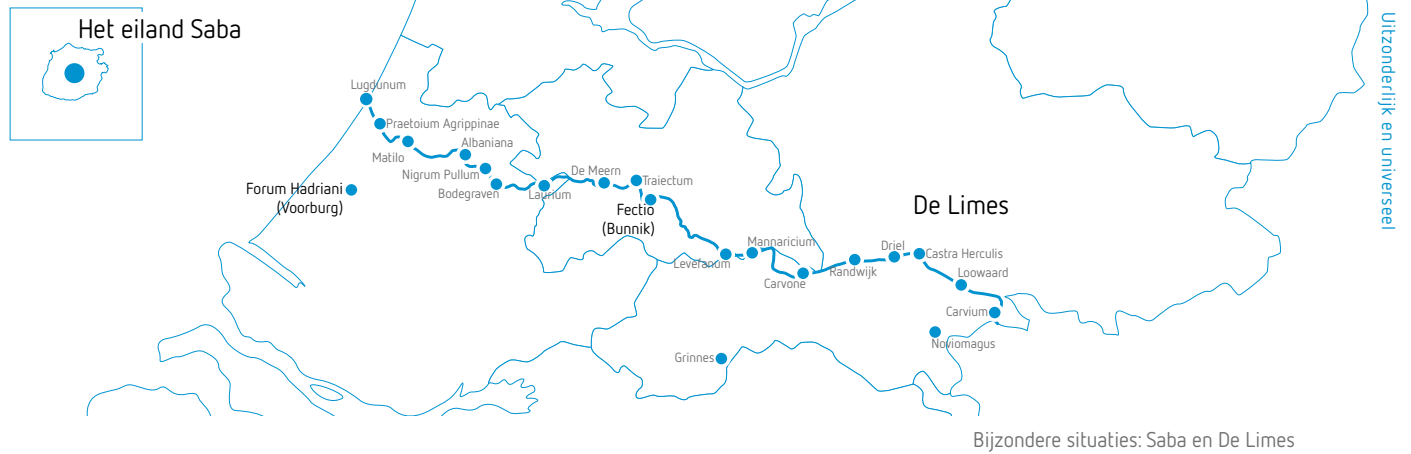 Het eiland Saba
Uitzonderlijk en universeel
Lugdunum
Praetoium Agrippinae
Matilo
Albaniana
Nigrum Pullum
Bodegraven
Laurium
De Meern
Traiectum
Forum Hadriani
(Voorburg)
Fectio
(Bunnik)
De Limes
Levefanum
Mannaricium
Carvone
Randwijk
Driel
Castra Herculis
Loowaard
Carvium
Noviomagus
Grinnes
Bijzondere situaties: Saba en De Limes